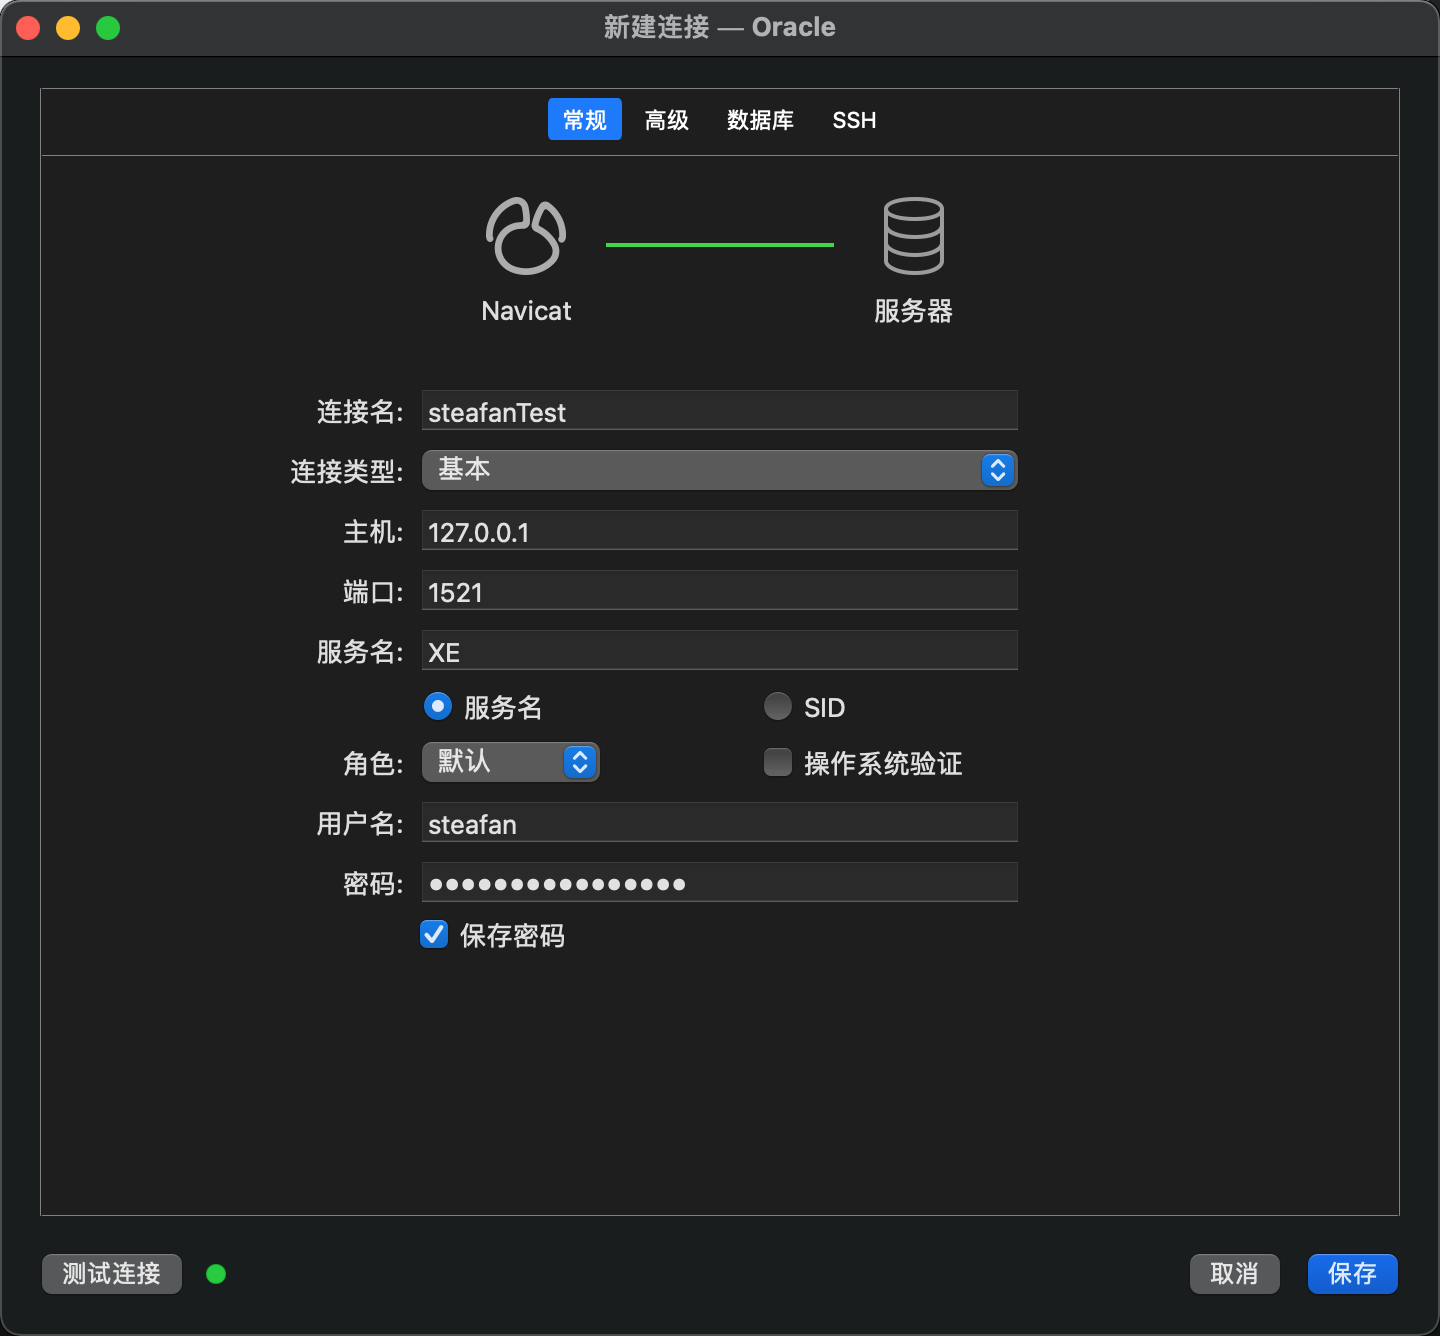 新建连接 — Oracle
常规 高级 数据库 SSH
Navicat 服务器
连接名: steafanTest
连接类型: 基本
主机: 127.0.0.1
端口: 1521
服务名: XE
服务名 SID
角色: 默认 操作系统验证
用户名: steafan
密码: ●●●●●●●●●●●●●●●●
保存密码
测试连接 取消 保存